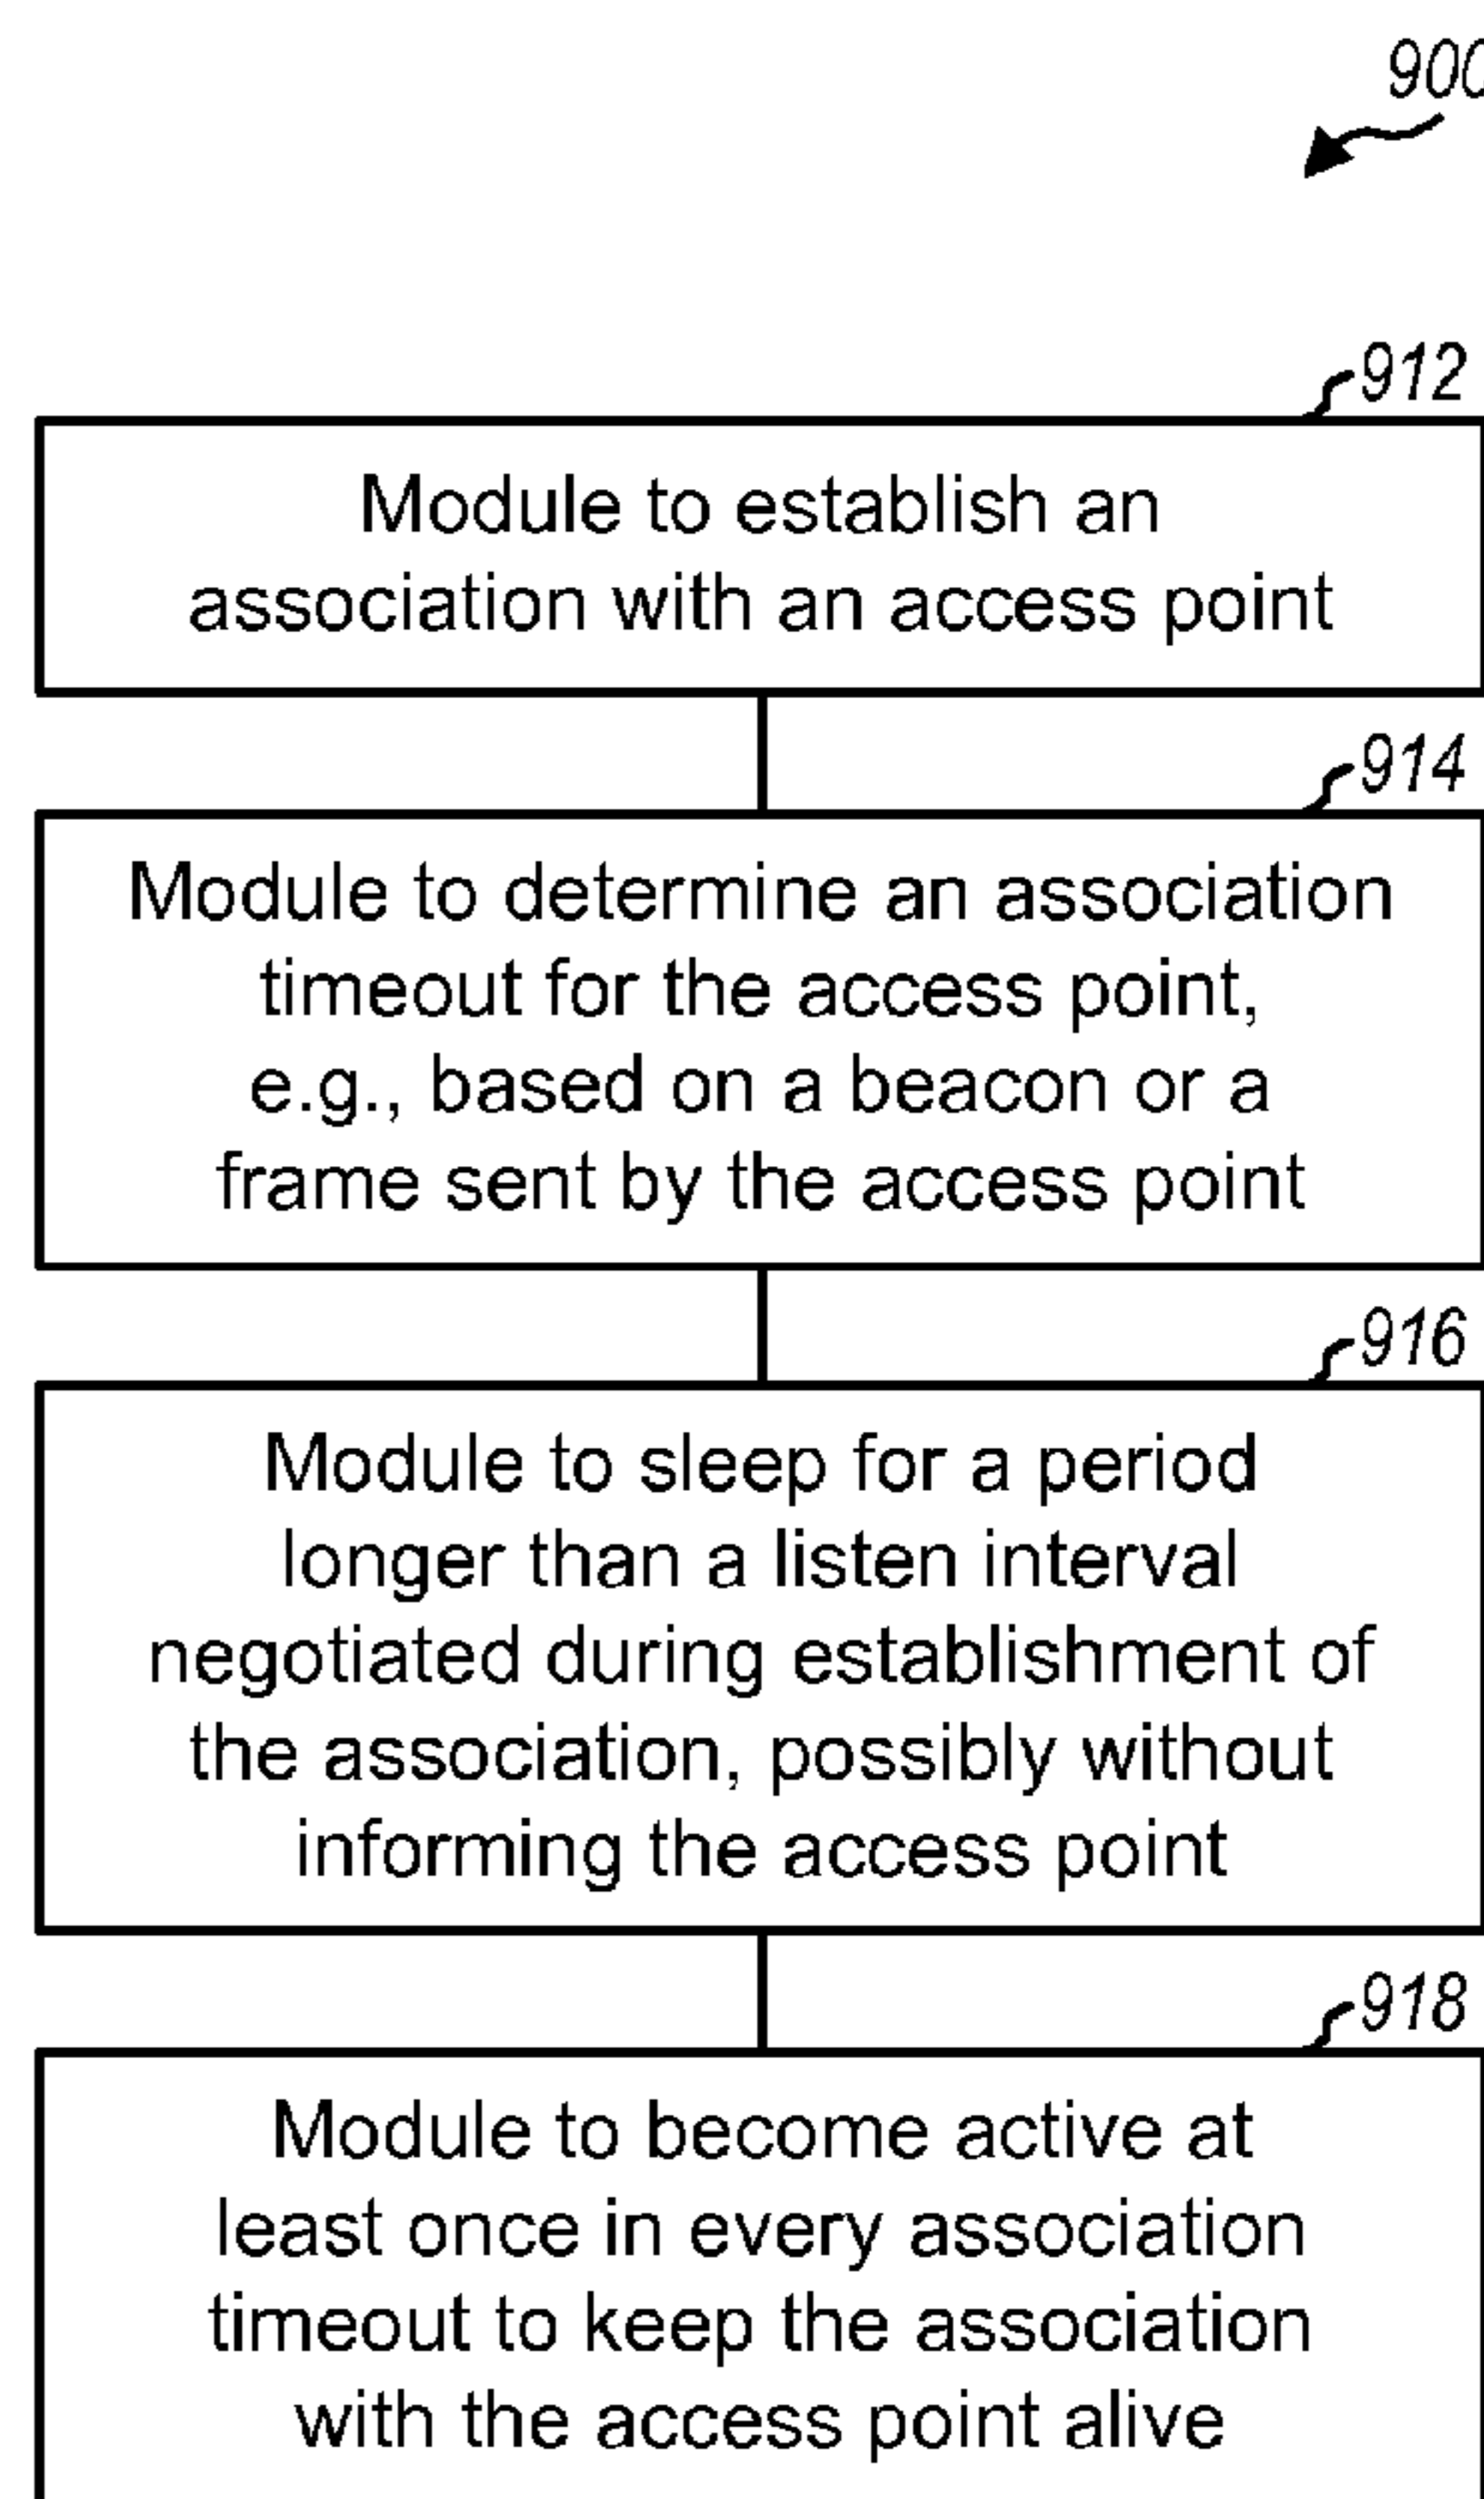 900
912
Module to establish an
association with an access point
914
Module to determine an association
timeout for the access point,
e.g., based on a beacon or a
frame sent by the access point
916
Module to sleep for a period
longer than a listen interval
negotiated during establishment of
the association, possibly without
informing the access point
918
Module to become active at
least once in every association
timeout to keep the association
with the access point alive